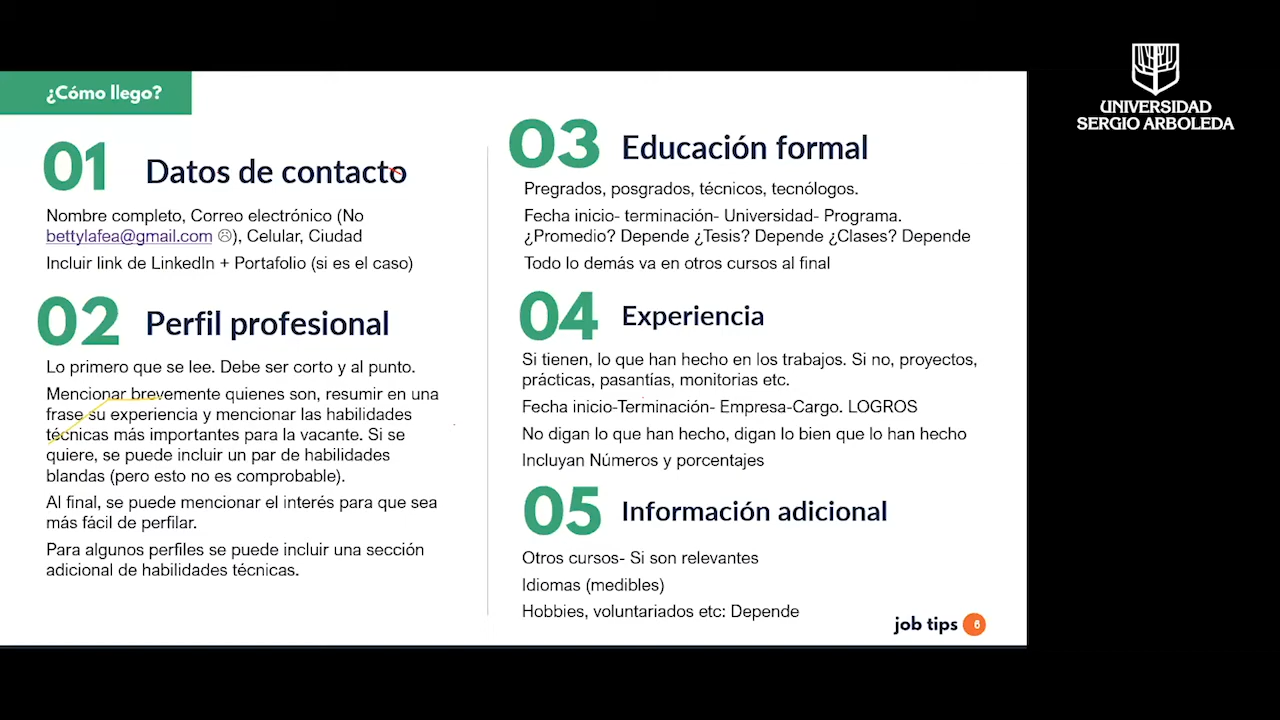 ¿Cómo llego?
01 Datos de contacto
Nombre completo, Correo electrónico (No
bettylafea@gmail.com ☹), Celular, Ciudad
Incluir link de LinkedIn + Portafolio (si es el caso)
02 Perfil profesional
Lo primero que se lee. Debe ser corto y al punto.
Mencionar brevemente quienes son, resumir en una
frase su experiencia y mencionar las habilidades
técnicas más importantes para la vacante. Si se
quiere, se puede incluir un par de habilidades
blandas (pero esto no es comprobable).
Al final, se puede mencionar el interés para que sea
más fácil de perfilar.
Para algunos perfiles se puede incluir una sección
adicional de habilidades técnicas.
03 Educación formal
Pregrados, posgrados, técnicos, tecnólogos.
Fecha inicio- terminación- Universidad- Programa.
¿Promedio? Depende ¿Tesis? Depende ¿Clases? Depende
Todo lo demás va en otros cursos al final
04 Experiencia
Si tienen, lo que han hecho en los trabajos. Si no, proyectos,
prácticas, pasantías, monitorias etc.
Fecha inicio-Terminación- Empresa-Cargo. LOGROS
No digan lo que han hecho, digan lo bien que lo han hecho
Incluyan Números y porcentajes
05 Información adicional
Otros cursos- Si son relevantes
Idiomas (medibles)
Hobbies, voluntariados etc: Depende
job tips 6
UNIVERSIDAD
SERGIO ARBOLEDA